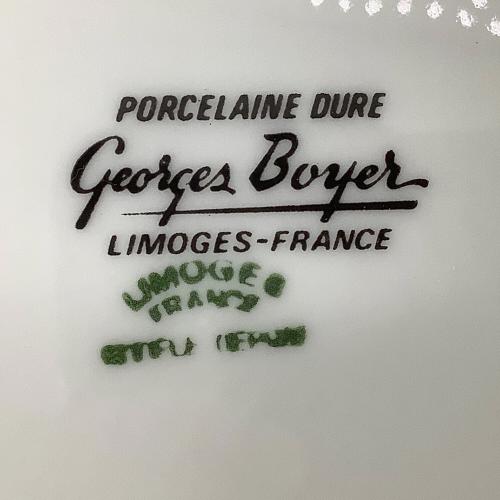 PORCELAINE DURE
Georges Boyer
LIMOGES-FRANCE
LIMOGES
FRANCE